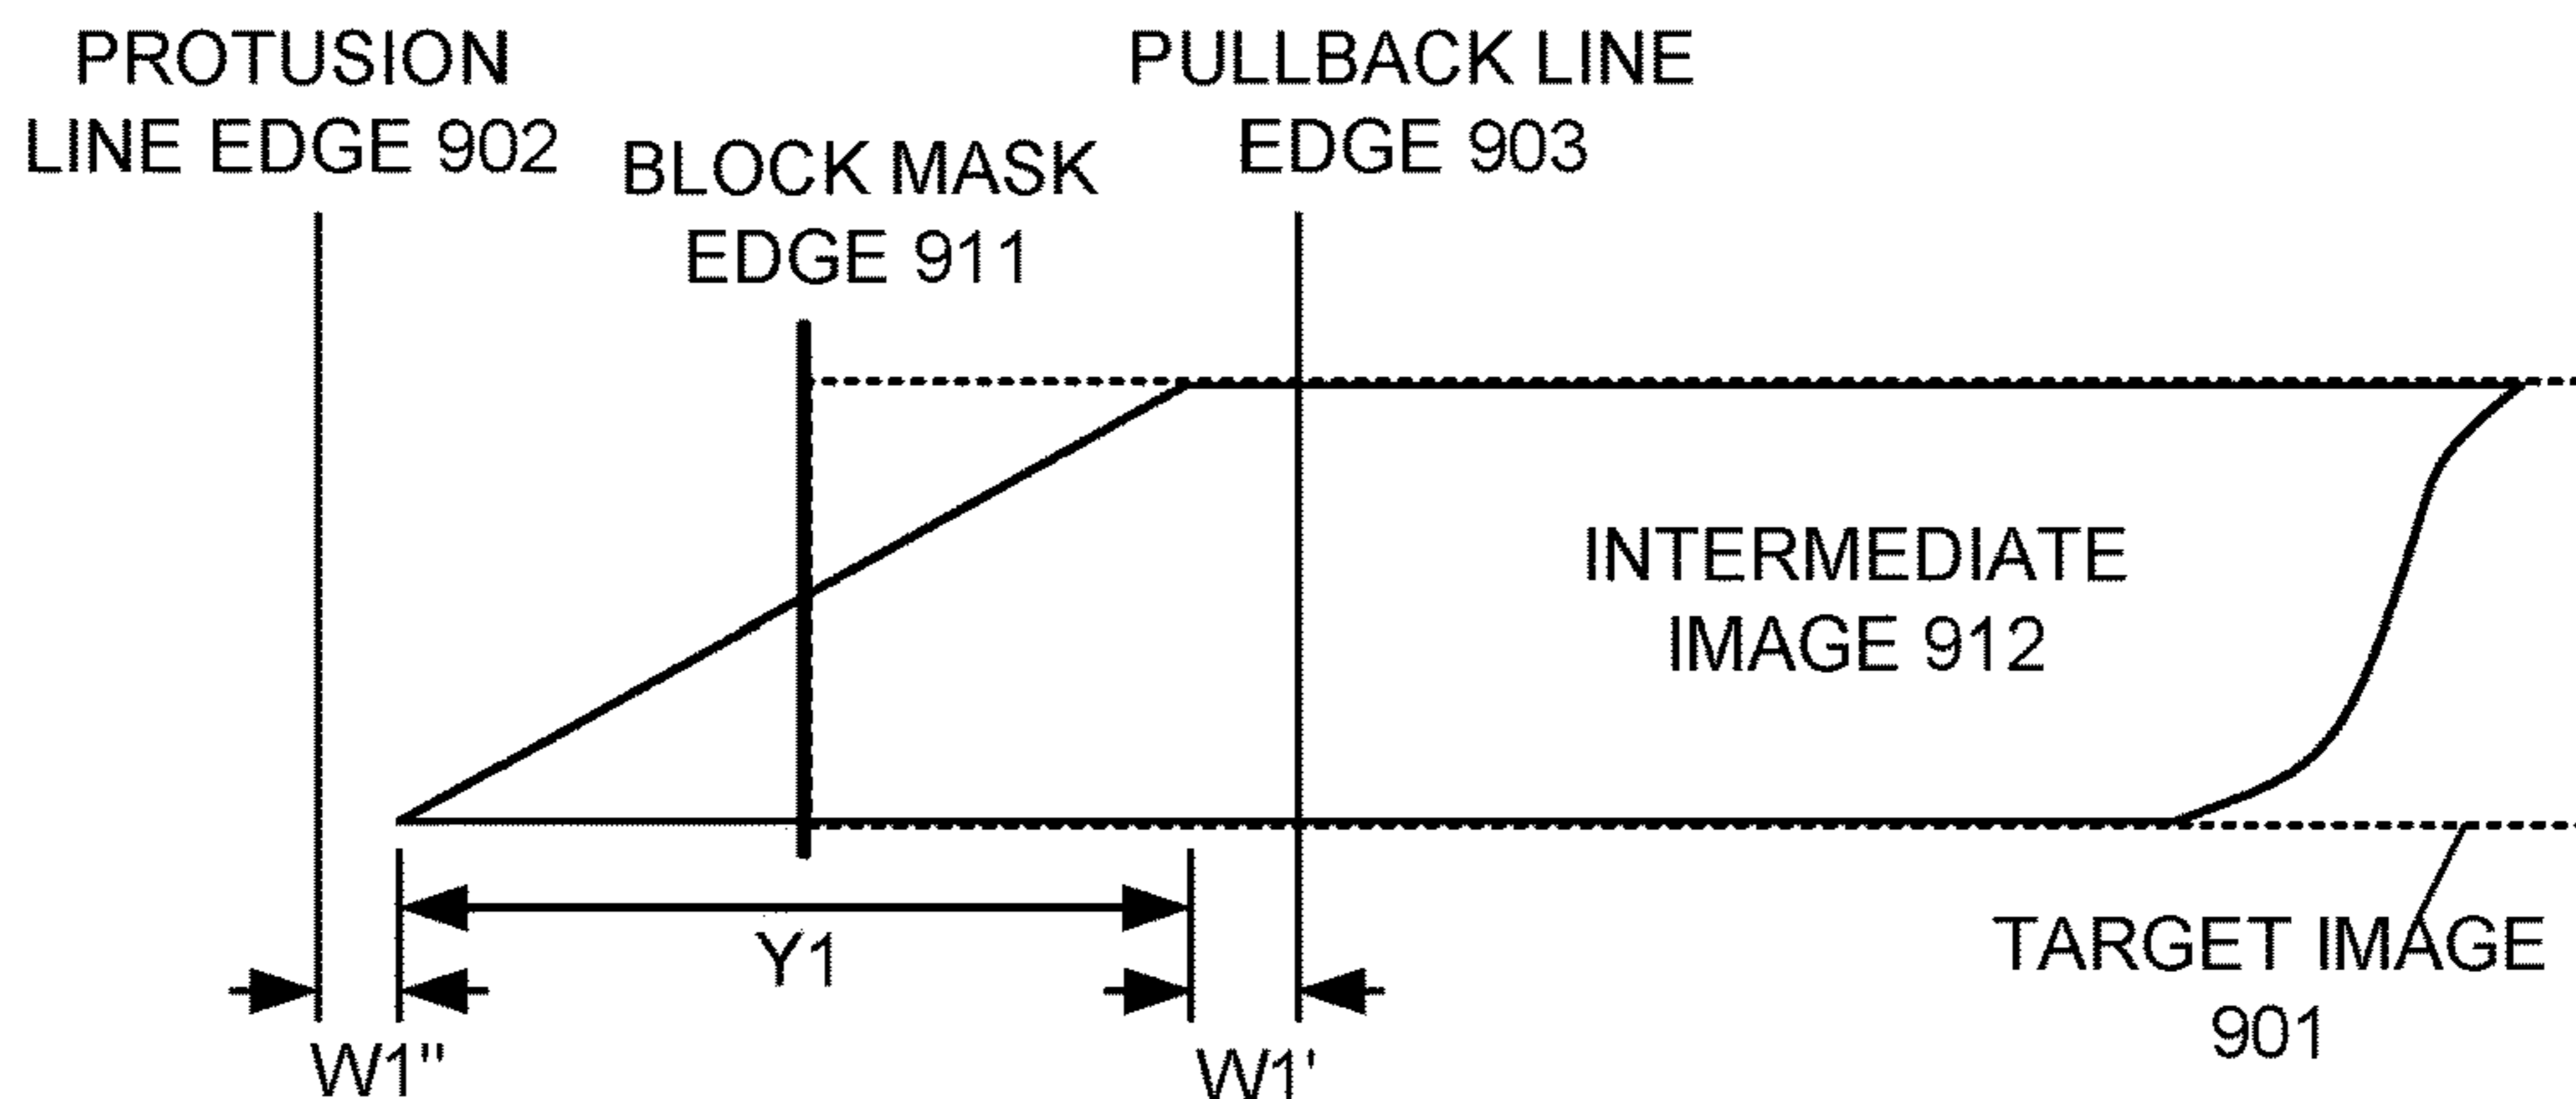 PROTUSION
LINE EDGE 902
BLOCK MASK
EDGE 911
PULLBACK LINE
EDGE 903
INTERMEDIATE
IMAGE 912
TARGET IMAGE
901
Y1
W1"
W1'